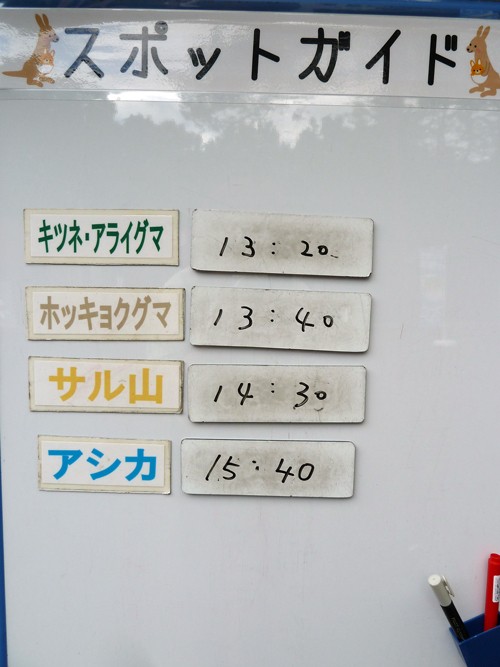 スポットガイド
キツネ・アライグマ 13:20
ホッキョクグマ 13:40
サル山 14:30
アシカ 15:40